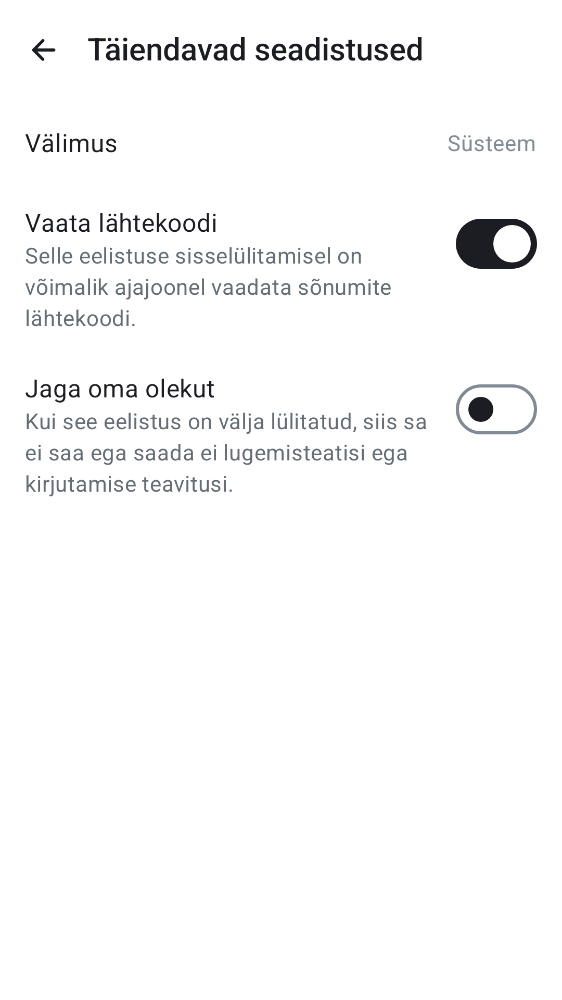 Täiendavad seadistused
Välimus
Süsteem
Vaata lähtekoodi
Selle eelistuse sisselülitamisel on
võimalik ajajoonel vaadata sõnumite
lähtekoodi.
Jaga oma olekut
Kui see eelistus on välja lülitatud, siis sa
ei saa ega saada ei lugemisteatisi ega
kirjutamise teavitusi.